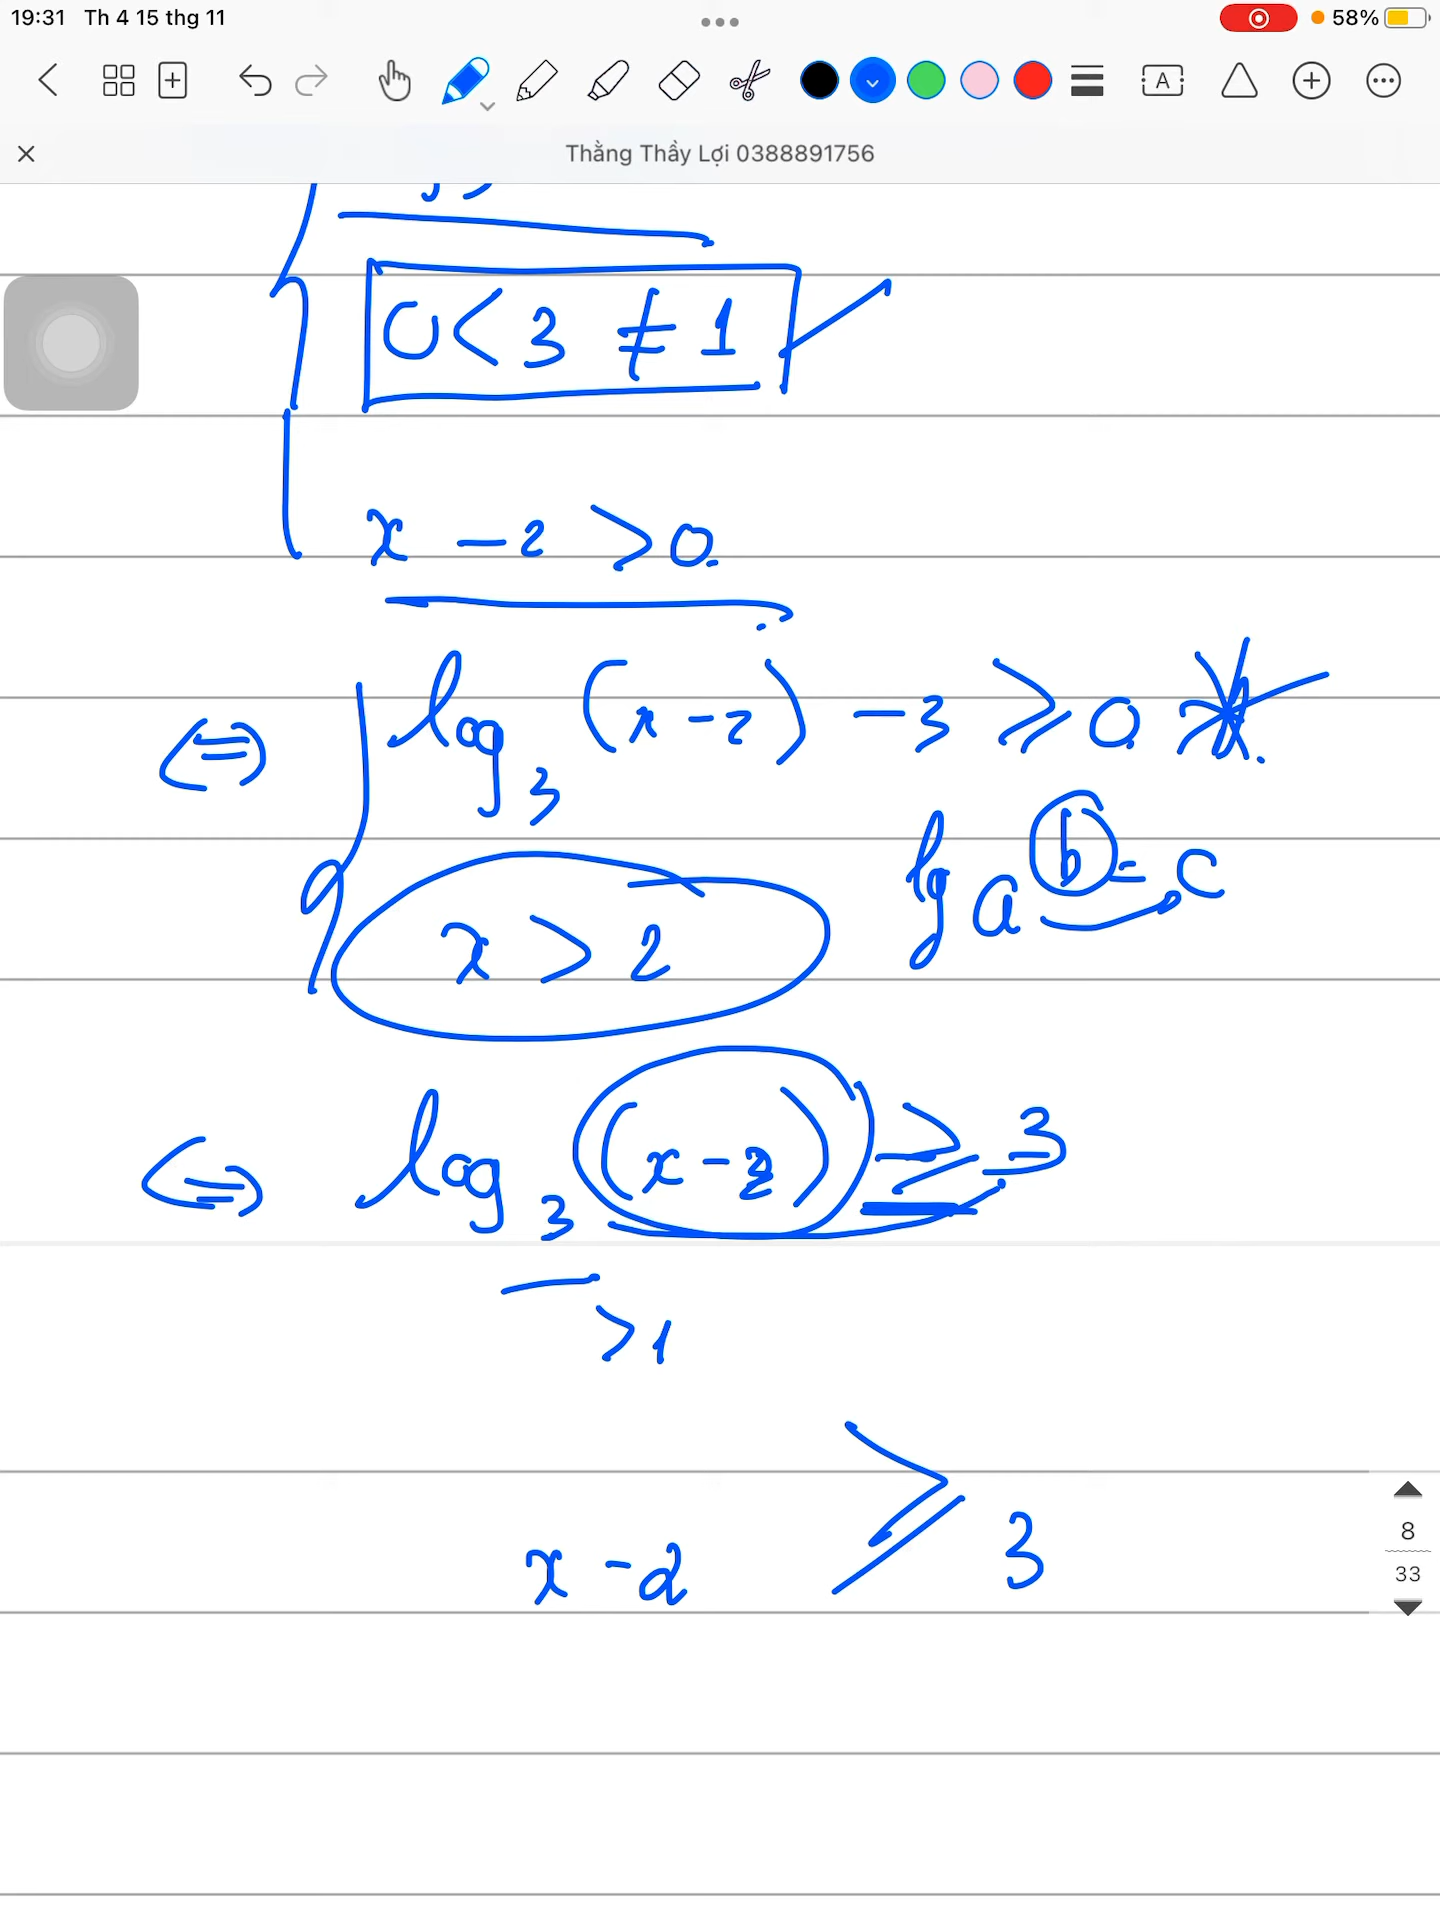 19:31 Th 4 15 thg 11
58%
A
Thằng Thầy Lợi 0388891756
0 < 3 ≠ 1
x - 2 > 0
⇔ log₃ (x - 2) - 3 ⩾ 0 *
lg a b = c
x > 2
⇔ log₃ (x - 2) ≥ 3
> 1
x - 2 ⩾ 3
8
33